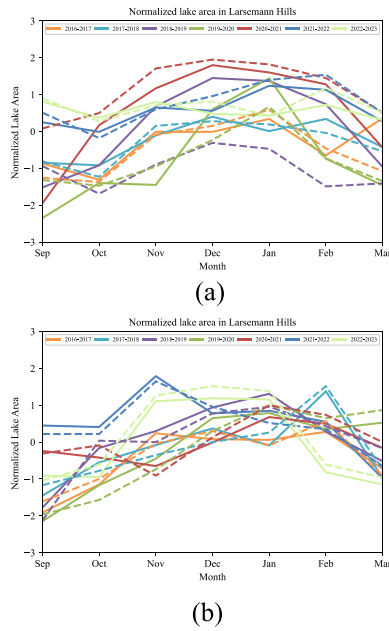 Normalized lake area in Larsemann Hills
2016-2017 2017-2018 2018-2019 2019-2020 2020-2021 2021-2022 2022-2023
3
2
1
0
−1
−2
−3
Normalized Lake Area
Sep Oct Nov Dec Jan Feb Mar
Month
(a)
Normalized lake area in Larsemann Hills
2016-2017 2017-2018 2018-2019 2019-2020 2020-2021 2021-2022 2022-2023
3
2
1
0
−1
−2
−3
Normalized Lake Area
Sep Oct Nov Dec Jan Feb Mar
Month
(b)